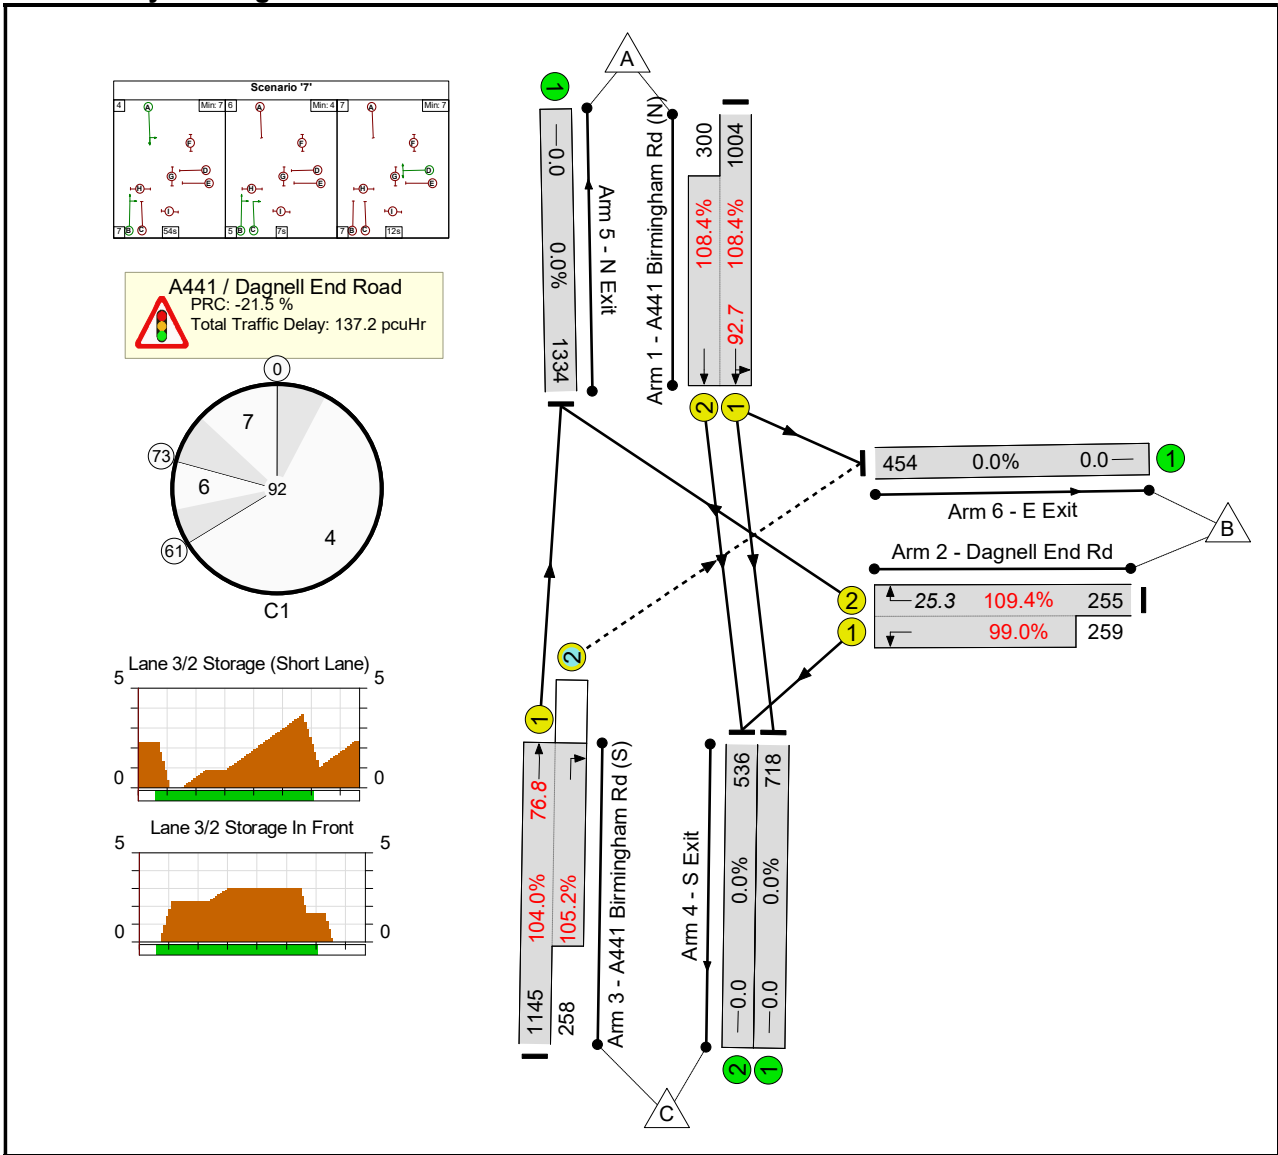 Scenario '7'
4
A
Min: 7
F
G
D
E
H
I
7
B
C
54s
6
A
Min: 4
F
G
D
E
H
I
5
B
C
7s
7
A
Min: 7
F
G
D
E
H
I
7
B
C
12s
A441 / Dagnell End Road
PRC: -21.5 %
Total Traffic Delay: 137.2 pcuHr
0
7
73
6
92
61
4
C1
Lane 3/2 Storage (Short Lane)
5
5
0
0
Lane 3/2 Storage In Front
5
5
0
0
A
1
0.0
0.0%
1334
Arm 5 - N Exit
Arm 1 - A441 Birmingham Rd (N)
300
1004
108.4%
108.4%
92.7
2
1
454
0.0%
0.0
1
Arm 6 - E Exit
B
Arm 2 - Dagnell End Rd
2
25.3
109.4%
255
1
99.0%
259
2
1
76.8
104.0%
105.2%
1145
258
Arm 3 - A441 Birmingham Rd (S)
Arm 4 - S Exit
536
718
0.0%
0.0%
0.0
0.0
2
1
C